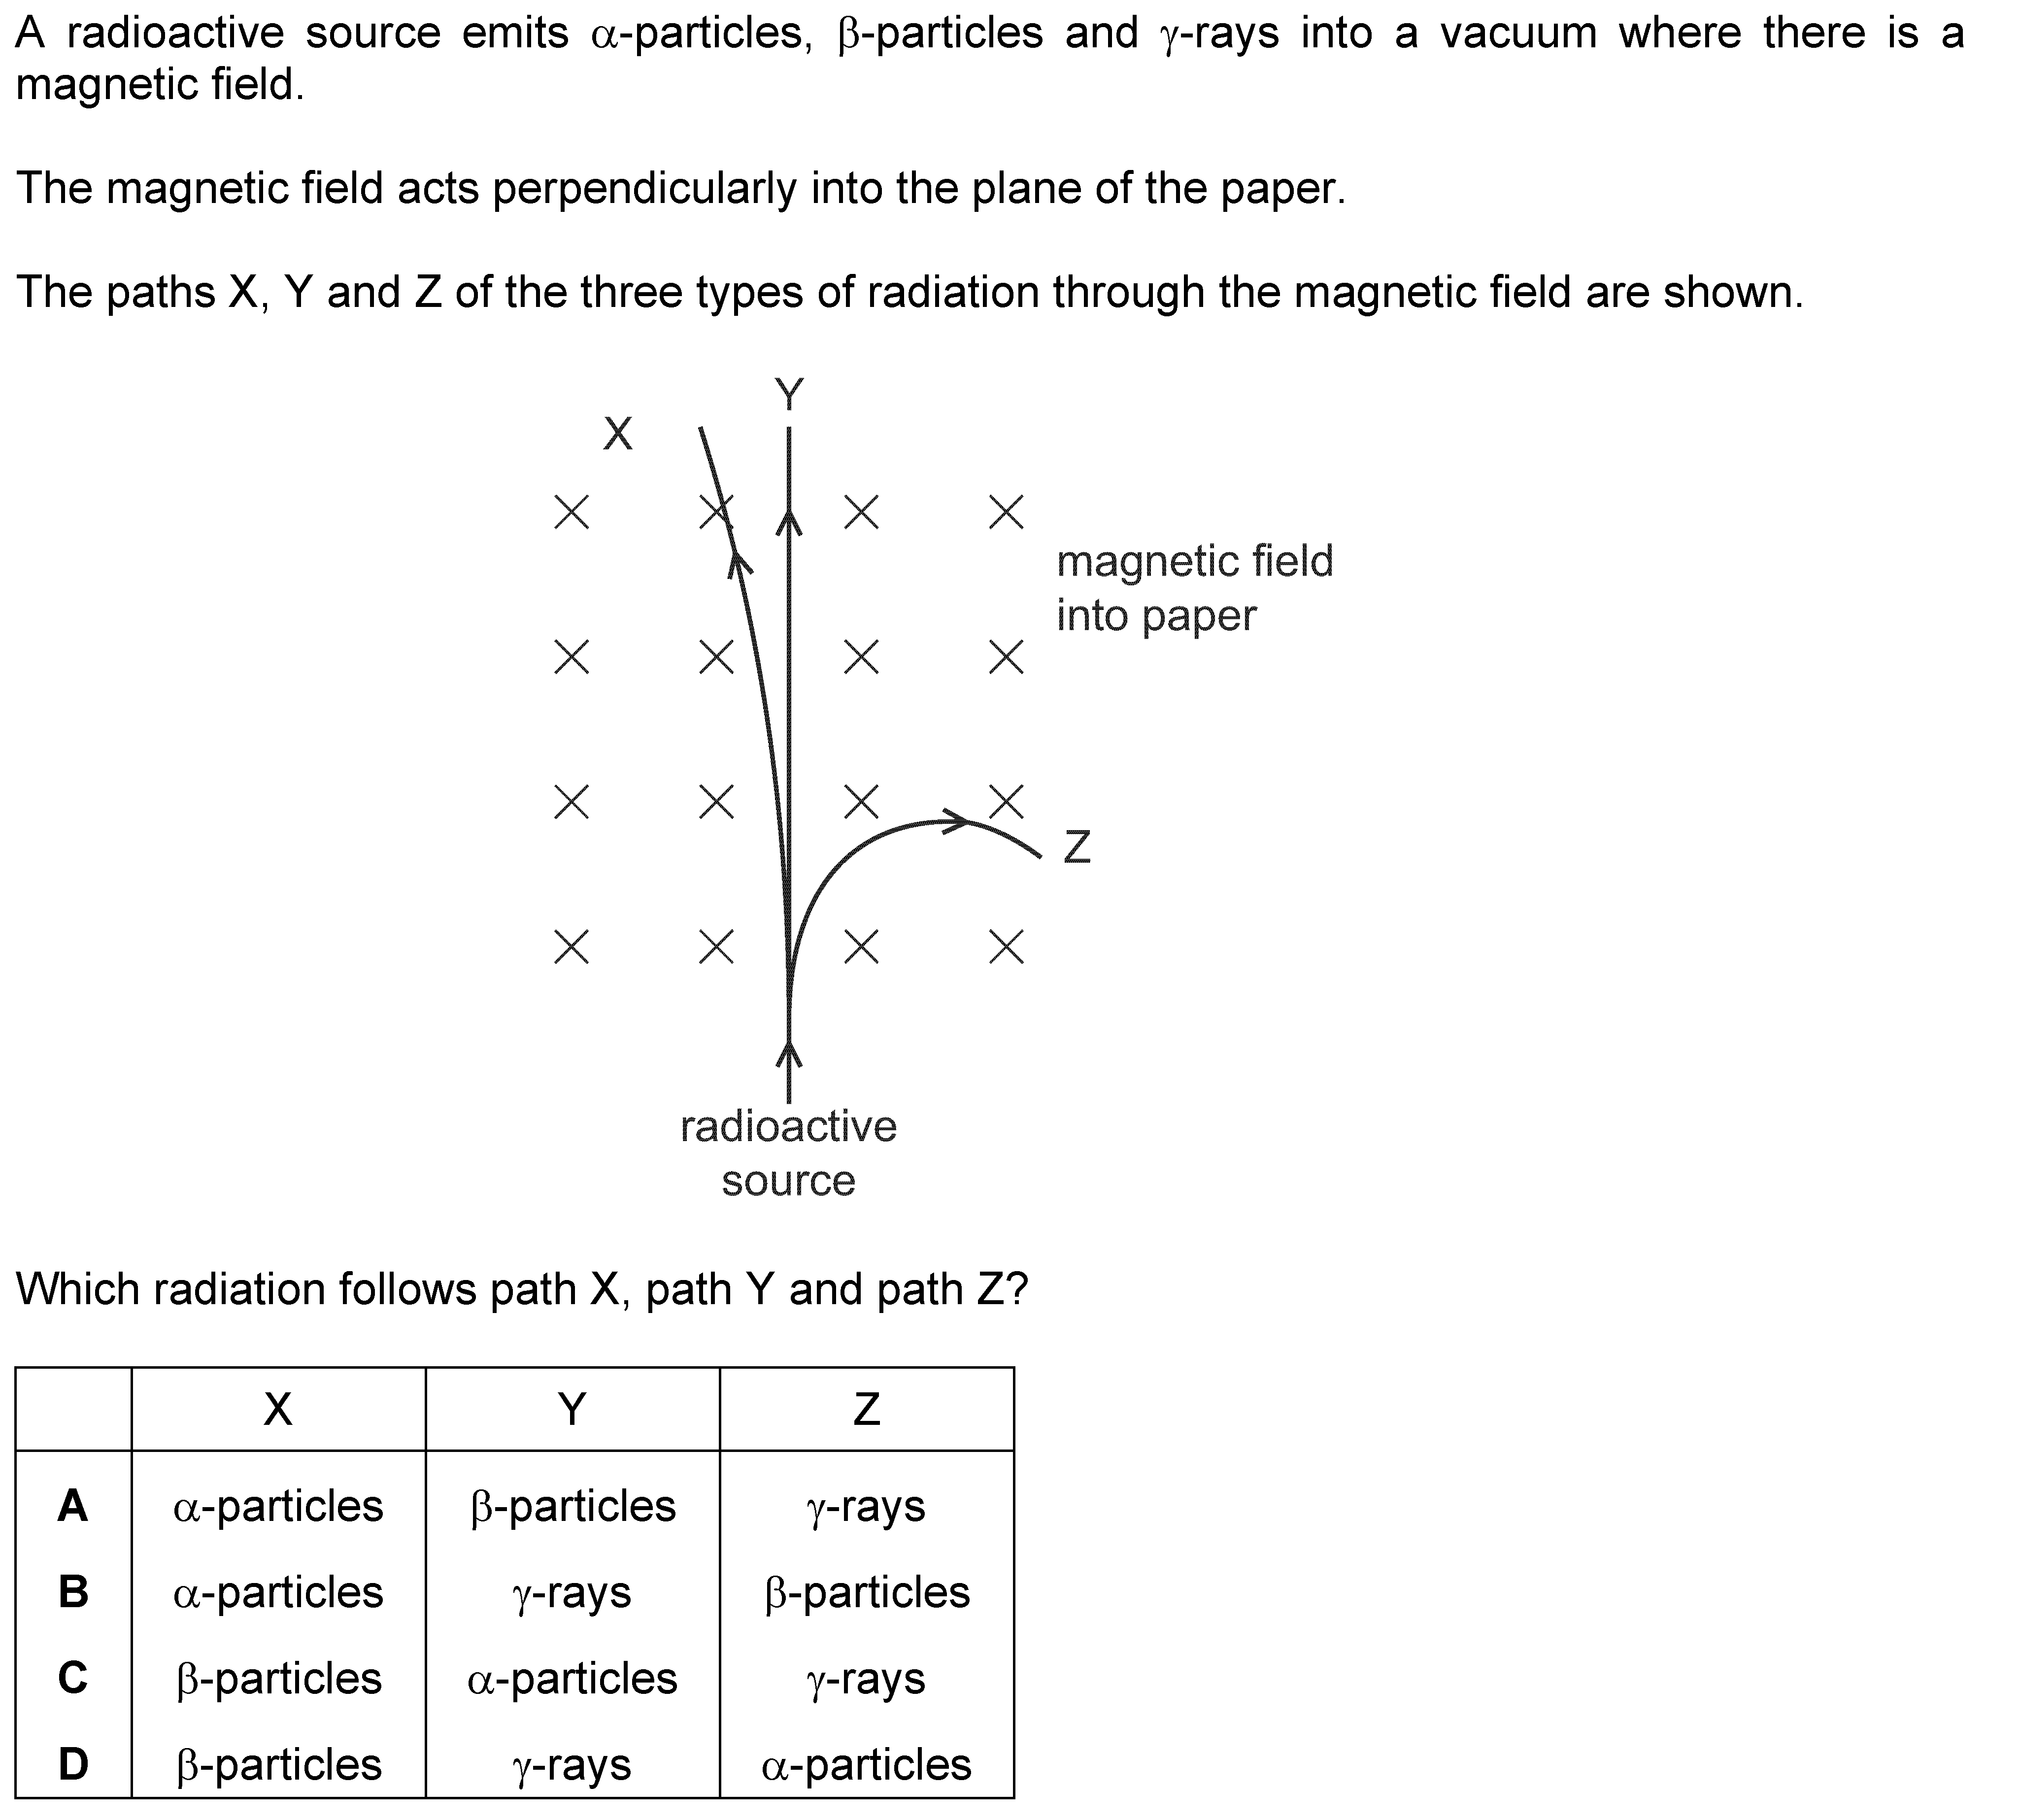 A radioactive source emits α-particles, β-particles and γ-rays into a vacuum where there is a
magnetic field.
The magnetic field acts perpendicularly into the plane of the paper.
The paths X, Y and Z of the three types of radiation through the magnetic field are shown.
Y
X
magnetic field
into paper
Z
radioactive
source
Which radiation follows path X, path Y and path Z?
X Y Z
A α-particles β-particles γ-rays
B α-particles γ-rays β-particles
C β-particles α-particles γ-rays
D β-particles γ-rays α-particles